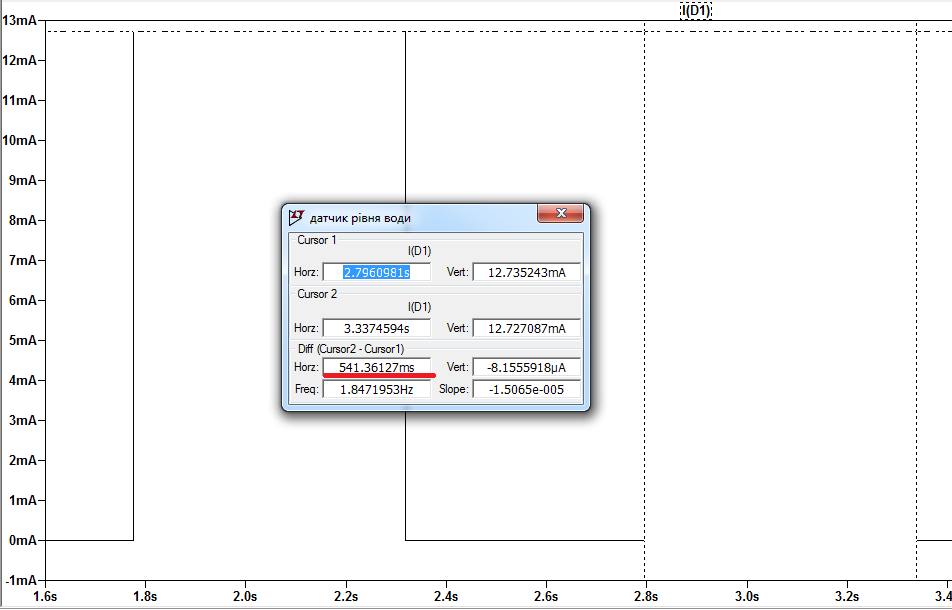 I(D1)
13mA
12mA
11mA
10mA
9mA
8mA
7mA
6mA
5mA
4mA
3mA
2mA
1mA
0mA
-1mA
датчик рівня води
Cursor 1
I(D1)
Horz: 2.7960981s Vert: 12.735243mA
Cursor 2
I(D1)
Horz: 3.3374594s Vert: 12.727087mA
Diff (Cursor2 - Cursor1)
Horz: 541.36127ms Vert: -8.1555918µA
Freq: 1.8471953Hz Slope: -1.5065e-005
1.6s 1.8s 2.0s 2.2s 2.4s 2.6s 2.8s 3.0s 3.2s 3.4